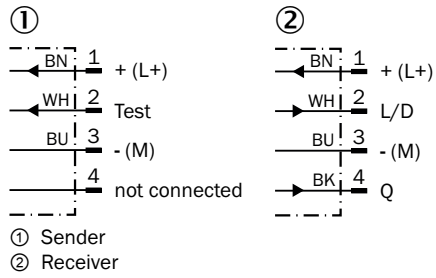 ① ②
BN 1 + (L+)
WH 2 Test
BU 3 - (M)
4 not connected
BN 1 + (L+)
WH 2 L/D
BU 3 - (M)
BK 4 Q
① Sender
② Receiver